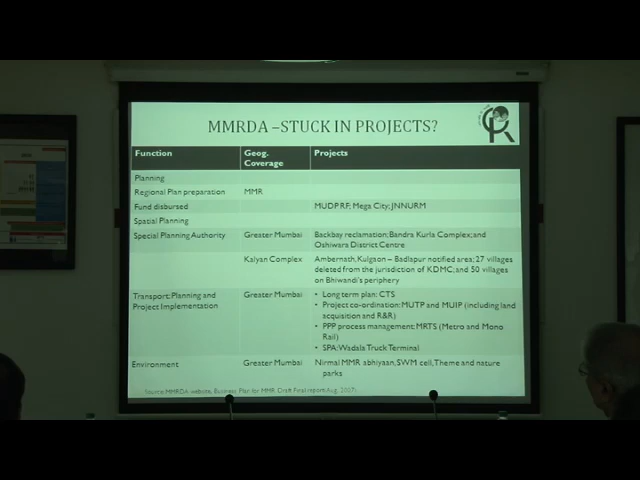 MMRDA –STUCK IN PROJECTS?
Function Geog. Coverage Projects
Planning
Regional Plan preparation MMR
Fund disbursed MUDP RF; Mega City; JNNURM
Spatial Planning
Special Planning Authority Greater Mumbai Backbay reclamation; Bandra Kurla Complex; and
Oshiwara District Centre
Kalyan Complex Ambernath, Kulgaon – Badlapur notified area; 27 villages
deleted from the jurisdiction of KDMC; and 50 villages
on Bhiwandi's periphery
Transport: Planning and
Project Implementation Greater Mumbai • Long term plan: CTS
• Project co-ordination: MUTP and MUIP (including land
acquisition and R&R)
• PPP process management: MRTS (Metro and Mono
Rail)
• SPA: Wadala Truck Terminal
Environment Greater Mumbai Nirmal MMR abhiyaan, SWM cell, Theme and nature
parks
Source: MMRDA website, Business Plan for MMR: Draft Final report: Aug. 2007